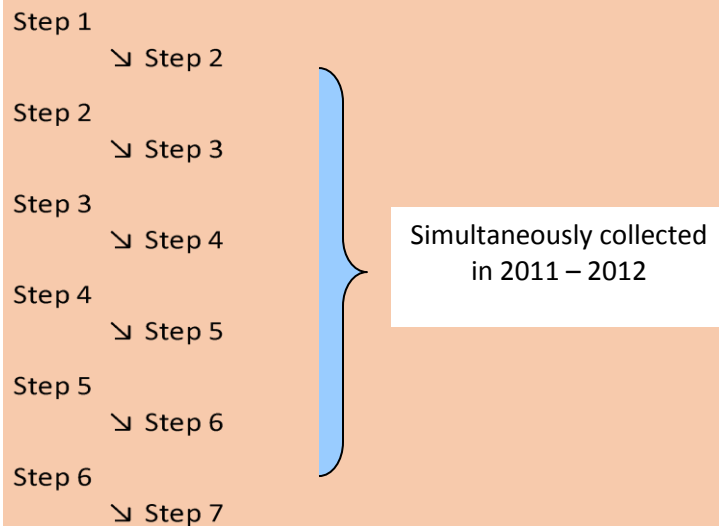 Step 1
↘ Step 2
Step 2
↘ Step 3
Step 3
↘ Step 4
Step 4
↘ Step 5
Step 5
↘ Step 6
Step 6
↘ Step 7
Simultaneously collected
in 2011 – 2012